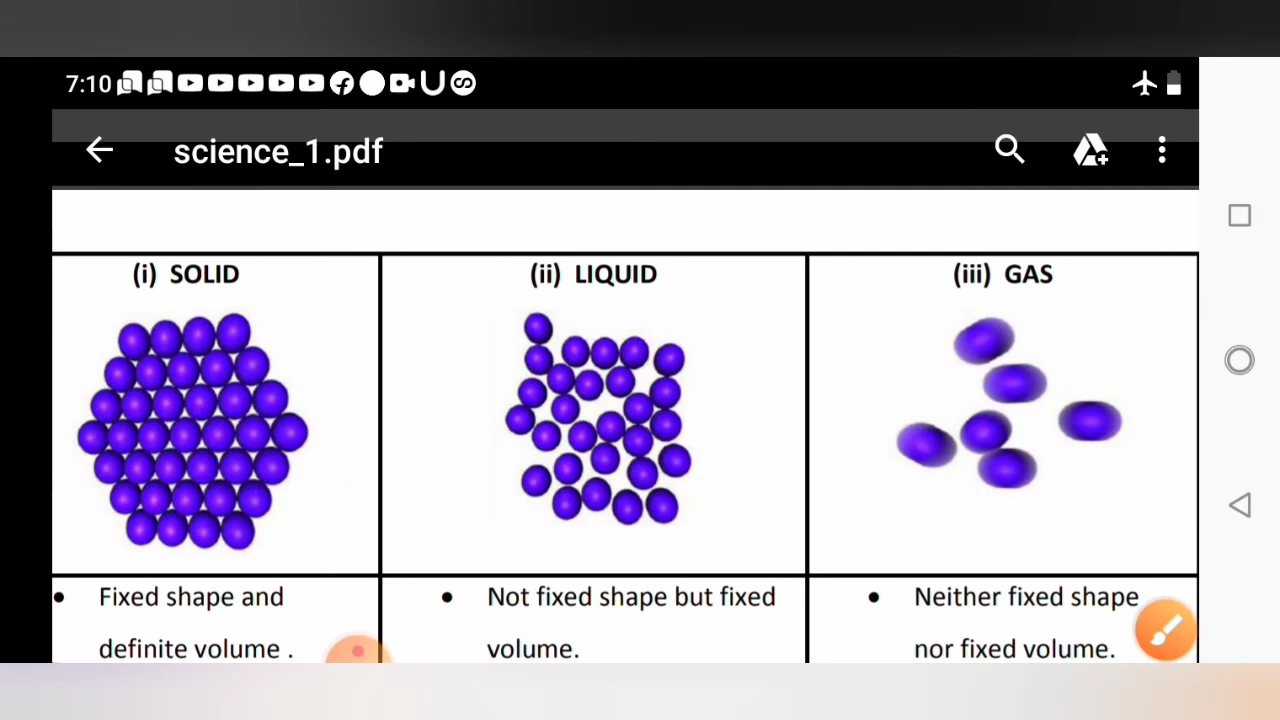 7:10
science_1.pdf
(i) SOLID
(ii) LIQUID
(iii) GAS
• Fixed shape and
definite volume .
• Not fixed shape but fixed
volume.
• Neither fixed shape
nor fixed volume.